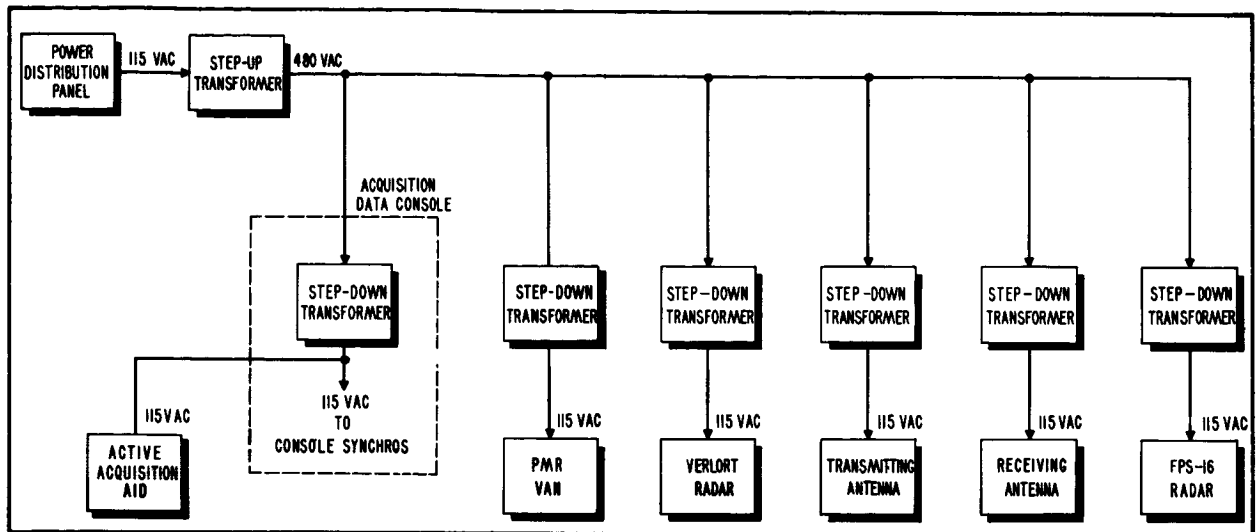 POWER
DISTRIBUTION
PANEL
115 VAC
STEP-UP
TRANSFORMER
480 VAC
ACQUISITION
DATA CONSOLE
STEP-DOWN
TRANSFORMER
STEP-DOWN
TRANSFORMER
STEP-DOWN
TRANSFORMER
STEP-DOWN
TRANSFORMER
STEP-DOWN
TRANSFORMER
STEP-DOWN
TRANSFORMER
115 VAC
TO
CONSOLE SYNCHROS
115 VAC
ACTIVE
ACQUISITION
AID
115 VAC
PMR
VAN
115 VAC
VERLORT
RADAR
115 VAC
TRANSMITTING
ANTENNA
115 VAC
RECEIVING
ANTENNA
115 VAC
FPS-16
RADAR